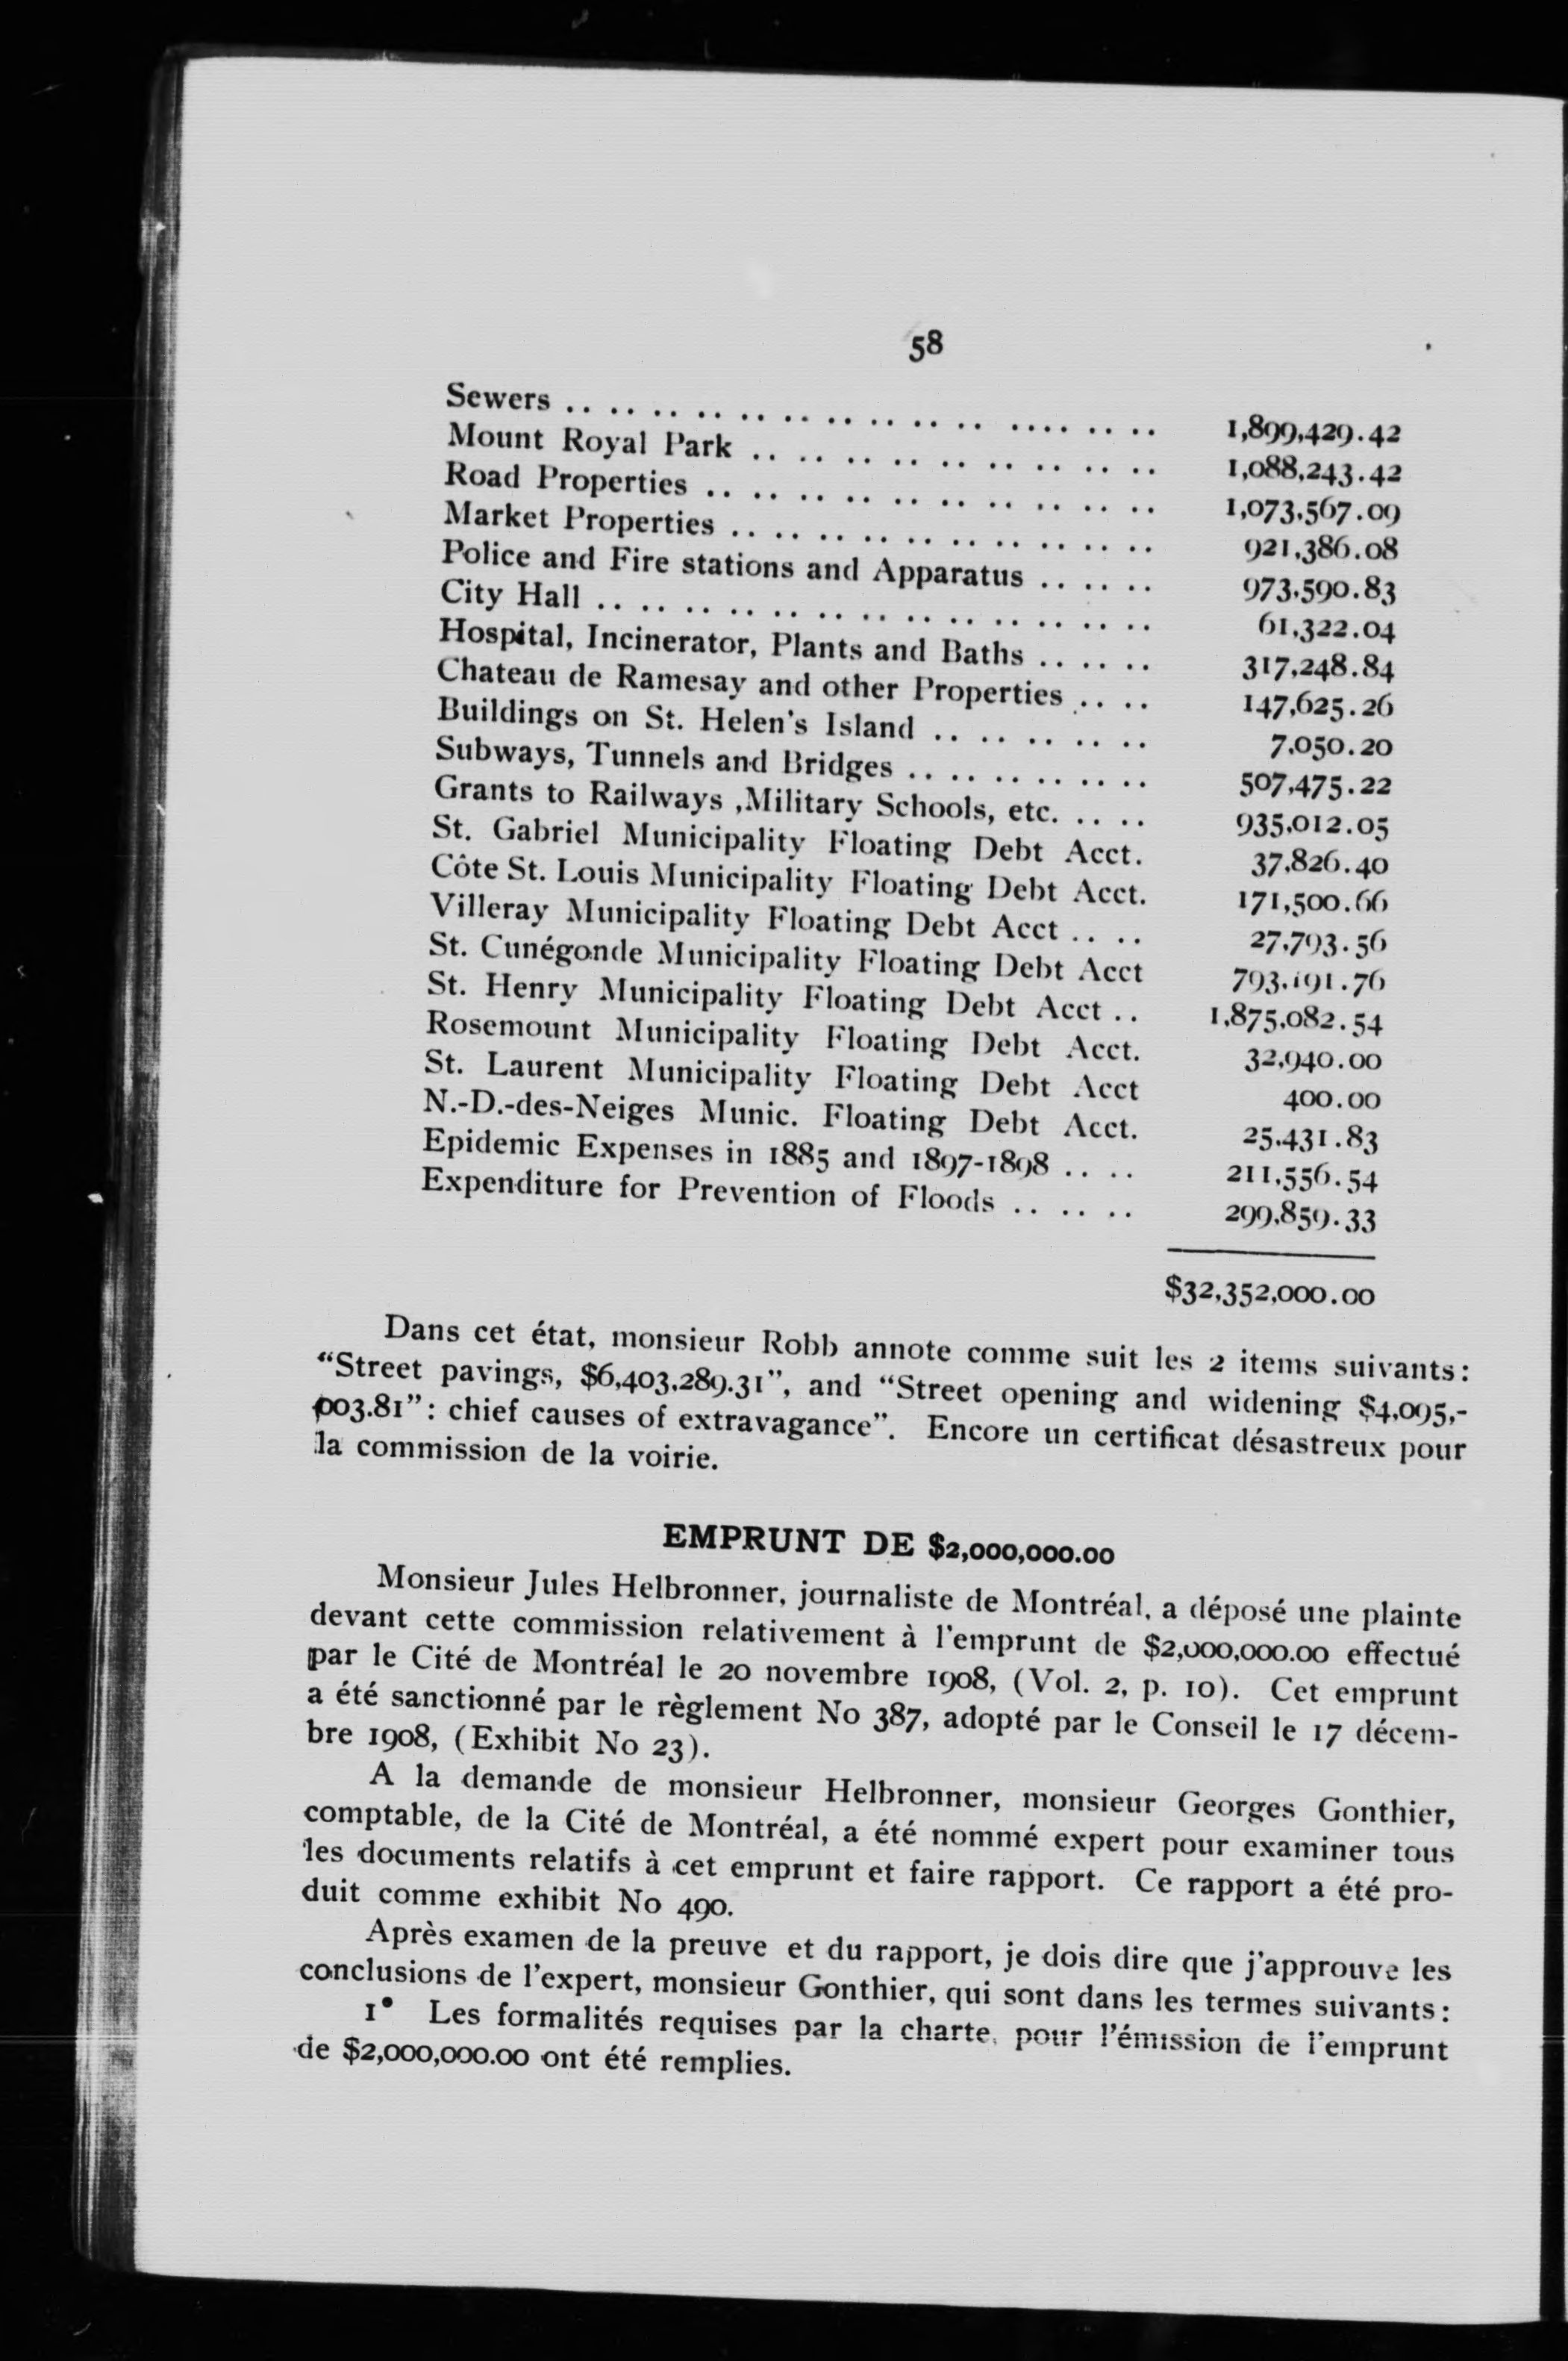 58
Sewers .. .. .. .. .. .. .. .. .. .. .... .. .. 1,899,429.42
Mount Royal Park .. .. .. .. .. .. .. .. .. 1,088,243.42
Road Properties .. .. .. .. .. .. .. .. .. .. 1,073,567.09
Market Properties .. .. .. .. .. .. .. .. .. .. 921,386.08
Police and Fire stations and Apparatus .. .. .. 973,590.83
City Hall .. .. .. .. .. .. .. .. .. .. .. .. .. 61,322.04
Hospital, Incinerator, Plants and Baths .. .. .. 317,248.84
Chateau de Ramesay and other Properties .. .. 147,625.26
Buildings on St. Helen's Island .. .. .. .. .. 7,050.20
Subways, Tunnels and Bridges .. .. .. .. .. .. 507,475.22
Grants to Railways ,Military Schools, etc. .. .. 935,012.05
St. Gabriel Municipality Floating Debt Acct. 37,826.40
Côte St. Louis Municipality Floating Debt Acct. 171,500.66
Villeray Municipality Floating Debt Acct .. .. 27,793.56
St. Cunégonde Municipality Floating Debt Acct 793,191.76
St. Henry Municipality Floating Debt Acct .. 1,875,082.54
Rosemount Municipality Floating Debt Acct. 32,940.00
St. Laurent Municipality Floating Debt Acct 400.00
N.-D.-des-Neiges Munic. Floating Debt Acct. 25,431.83
Epidemic Expenses in 1885 and 1897-1898 .. .. 211,556.54
Expenditure for Prevention of Floods .. .. .. 299,859.33
$32,352,000.00
Dans cet état, monsieur Robb annote comme suit les 2 items suivants:
“Street pavings, $6,403,289.31”, and “Street opening and widening $4,095,-
003.81”: chief causes of extravagance”. Encore un certificat désastreux pour
la commission de la voirie.
EMPRUNT DE $2,000,000.00
Monsieur Jules Helbronner, journaliste de Montréal, a déposé une plainte
devant cette commission relativement à l'emprunt de $2,000,000.00 effectué
par le Cité de Montréal le 20 novembre 1908, (Vol. 2, p. 10). Cet emprunt
a été sanctionné par le règlement No 387, adopté par le Conseil le 17 décem-
bre 1908, (Exhibit No 23).
A la demande de monsieur Helbronner, monsieur Georges Gonthier,
comptable, de la Cité de Montréal, a été nommé expert pour examiner tous
les documents relatifs à cet emprunt et faire rapport. Ce rapport a été pro-
duit comme exhibit No 490.
Après examen de la preuve et du rapport, je dois dire que j'approuve les
conclusions de l'expert, monsieur Gonthier, qui sont dans les termes suivants:
1° Les formalités requises par la charte, pour l'émission de l'emprunt
de $2,000,000.00 ont été remplies.